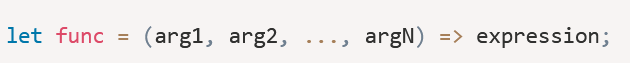 let func = (arg1, arg2, ..., argN) => expression;